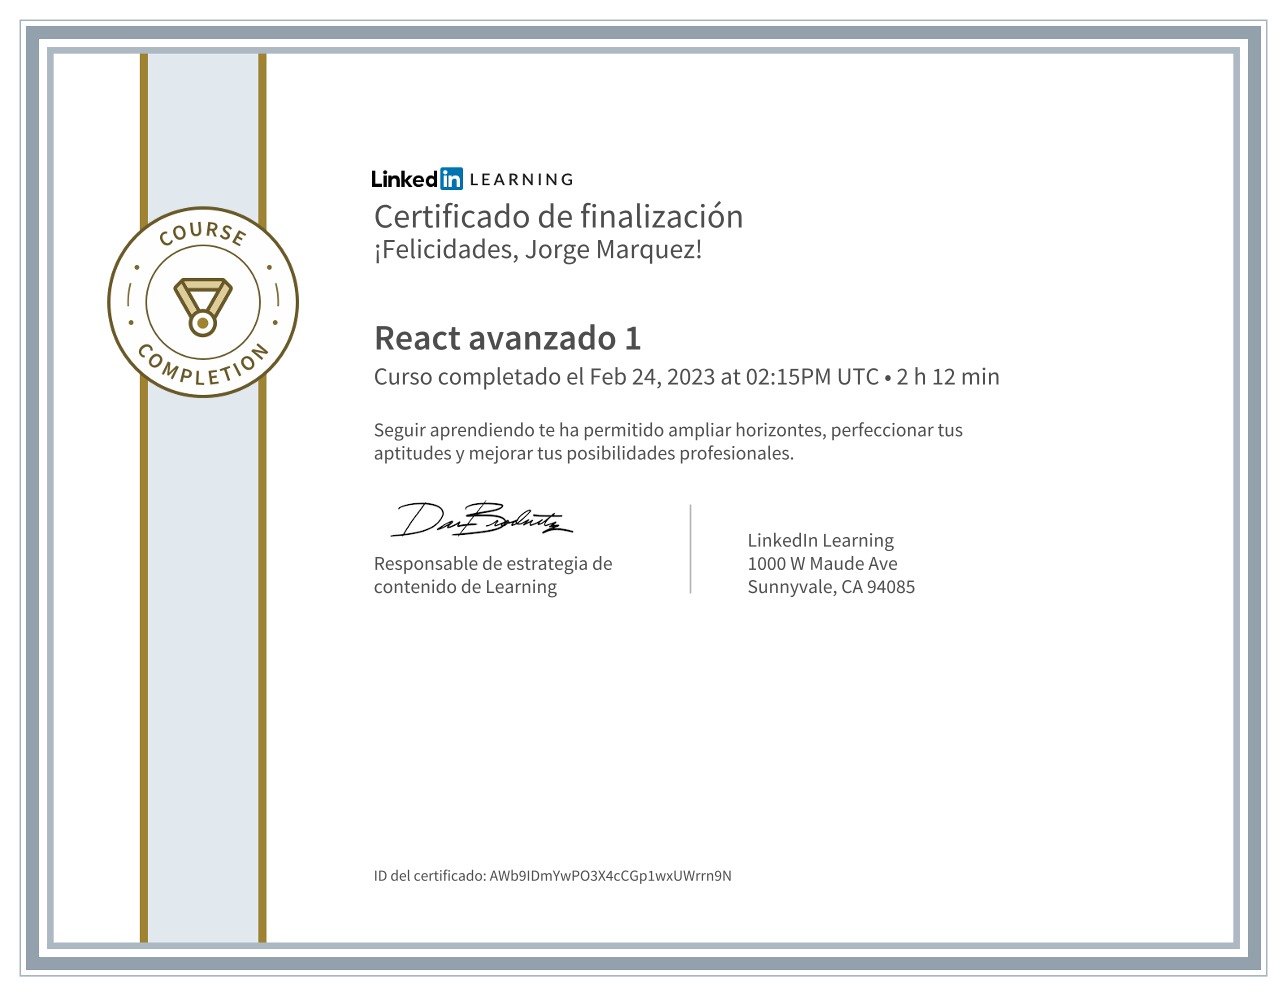 COURSE
COMPLETION
Linkedin LEARNING
Certificado de finalización
¡Felicidades, Jorge Marquez!
React avanzado 1
Curso completado el Feb 24, 2023 at 02:15PM UTC • 2 h 12 min
Seguir aprendiendo te ha permitido ampliar horizontes, perfeccionar tus
aptitudes y mejorar tus posibilidades profesionales.
Responsable de estrategia de
contenido de Learning
LinkedIn Learning
1000 W Maude Ave
Sunnyvale, CA 94085
ID del certificado: AWb9IDmYwPO3X4cCGp1wxUWrrn9N